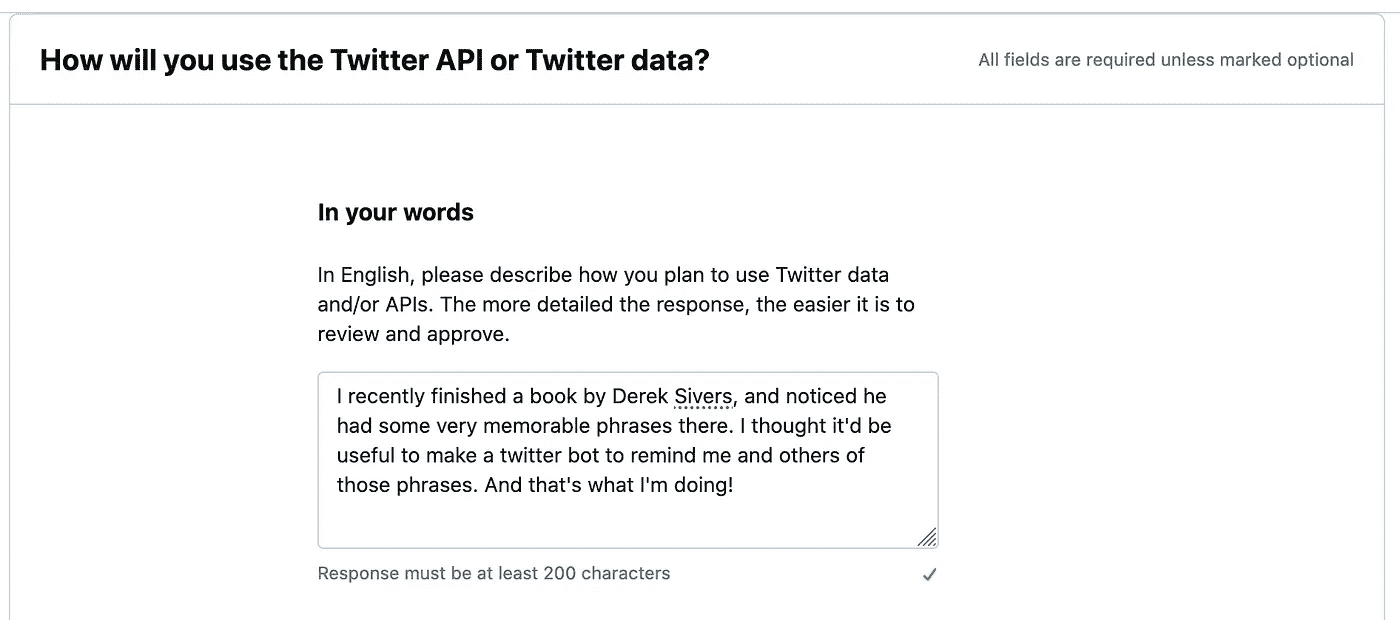 How will you use the Twitter API or Twitter data?
All fields are required unless marked optional
In your words
In English, please describe how you plan to use Twitter data
and/or APIs. The more detailed the response, the easier it is to
review and approve.
I recently finished a book by Derek Sivers, and noticed he
had some very memorable phrases there. I thought it'd be
useful to make a twitter bot to remind me and others of
those phrases. And that's what I'm doing!
Response must be at least 200 characters